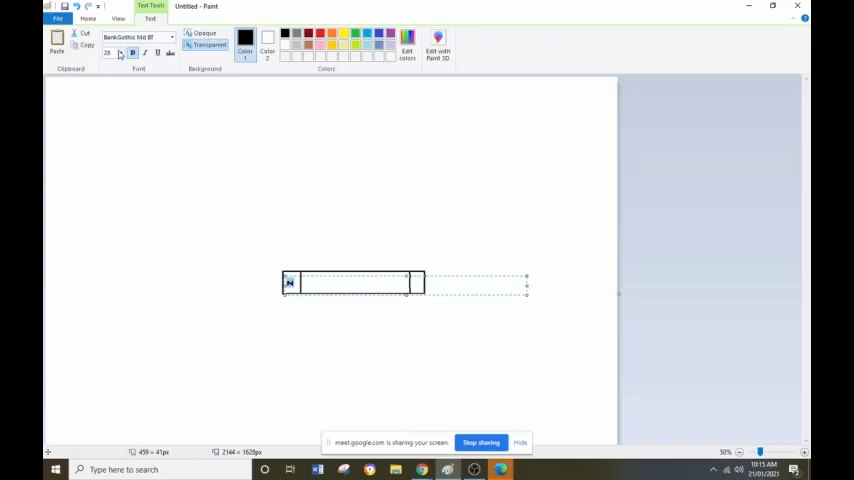 Text Tools
Untitled - Paint
File
Home
View
Text
Paste
Cut
Copy
Clipboard
BankGothic Md BT
28
B I U abc
Font
Opaque
Transparent
Background
Color 1
Color 2
Edit colors
Colors
Edit with Paint 3D
N
meet.google.com is sharing your screen.
Stop sharing
Hide
459 × 41px
2144 × 1628px
50%
Type here to search
10:15 AM
21/01/2021